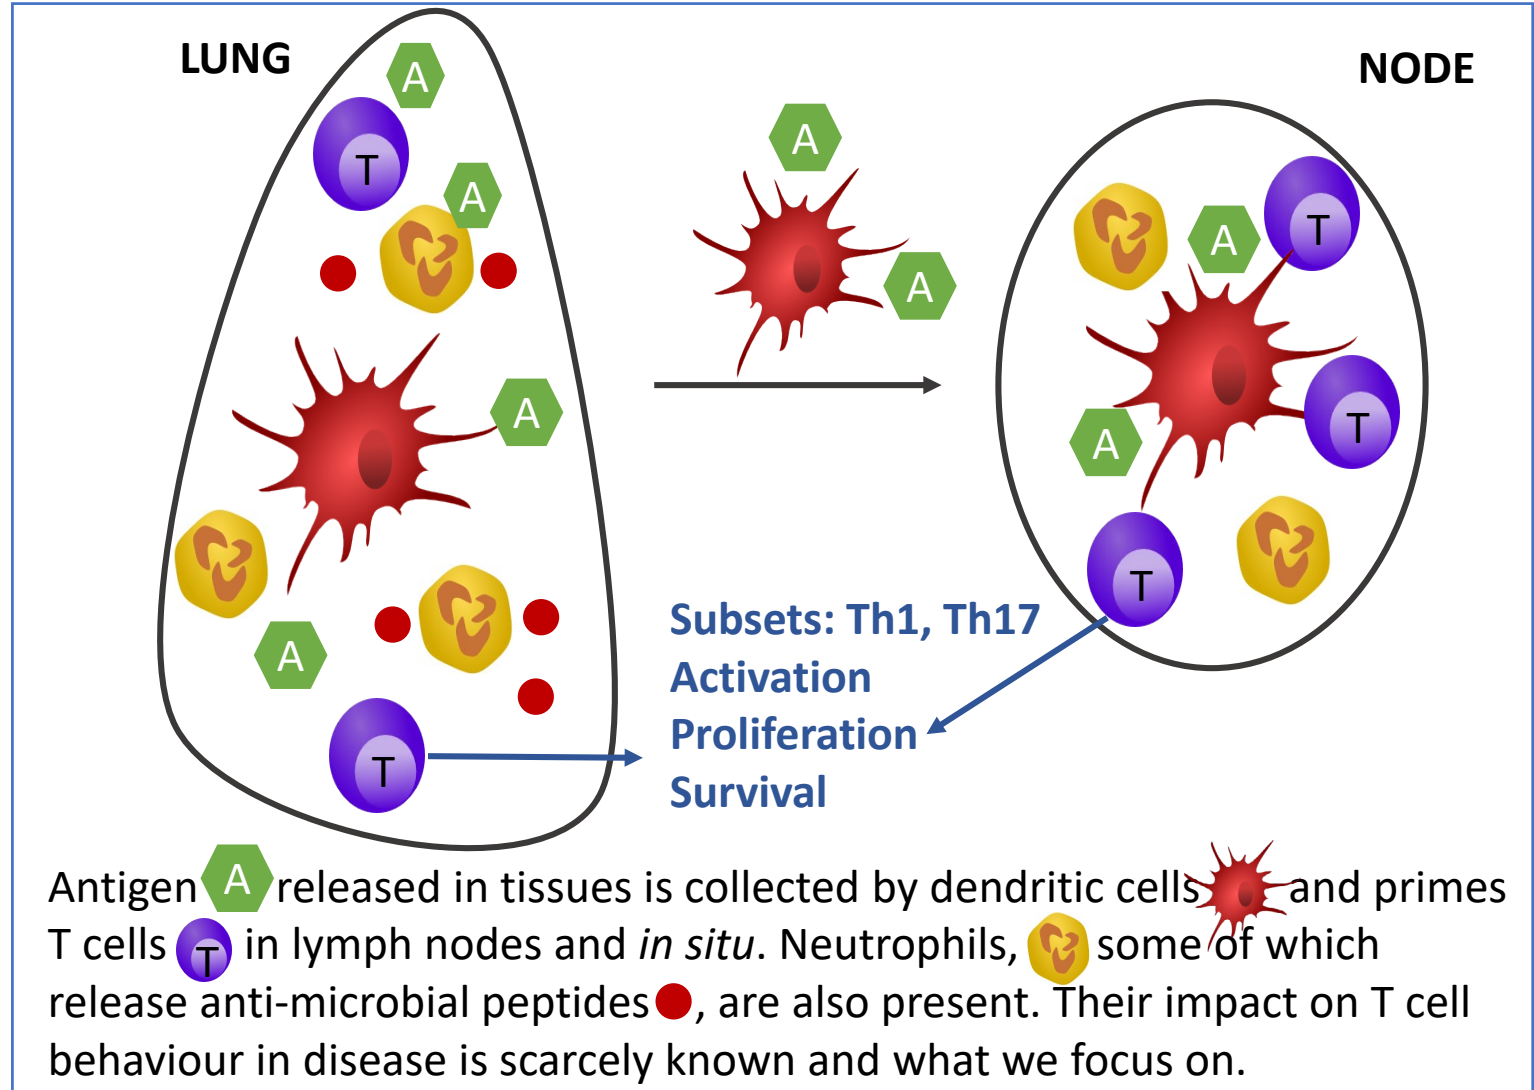 LUNG
NODE
A
T
A
A
A
T
A
A
A
T
A
T
T
Subsets: Th1, Th17
Activation
Proliferation
Survival
Antigen A released in tissues is collected by dendritic cells and primes
T cells T in lymph nodes and in situ. Neutrophils, some of which
release anti-microbial peptides , are also present. Their impact on T cell
behaviour in disease is scarcely known and what we focus on.